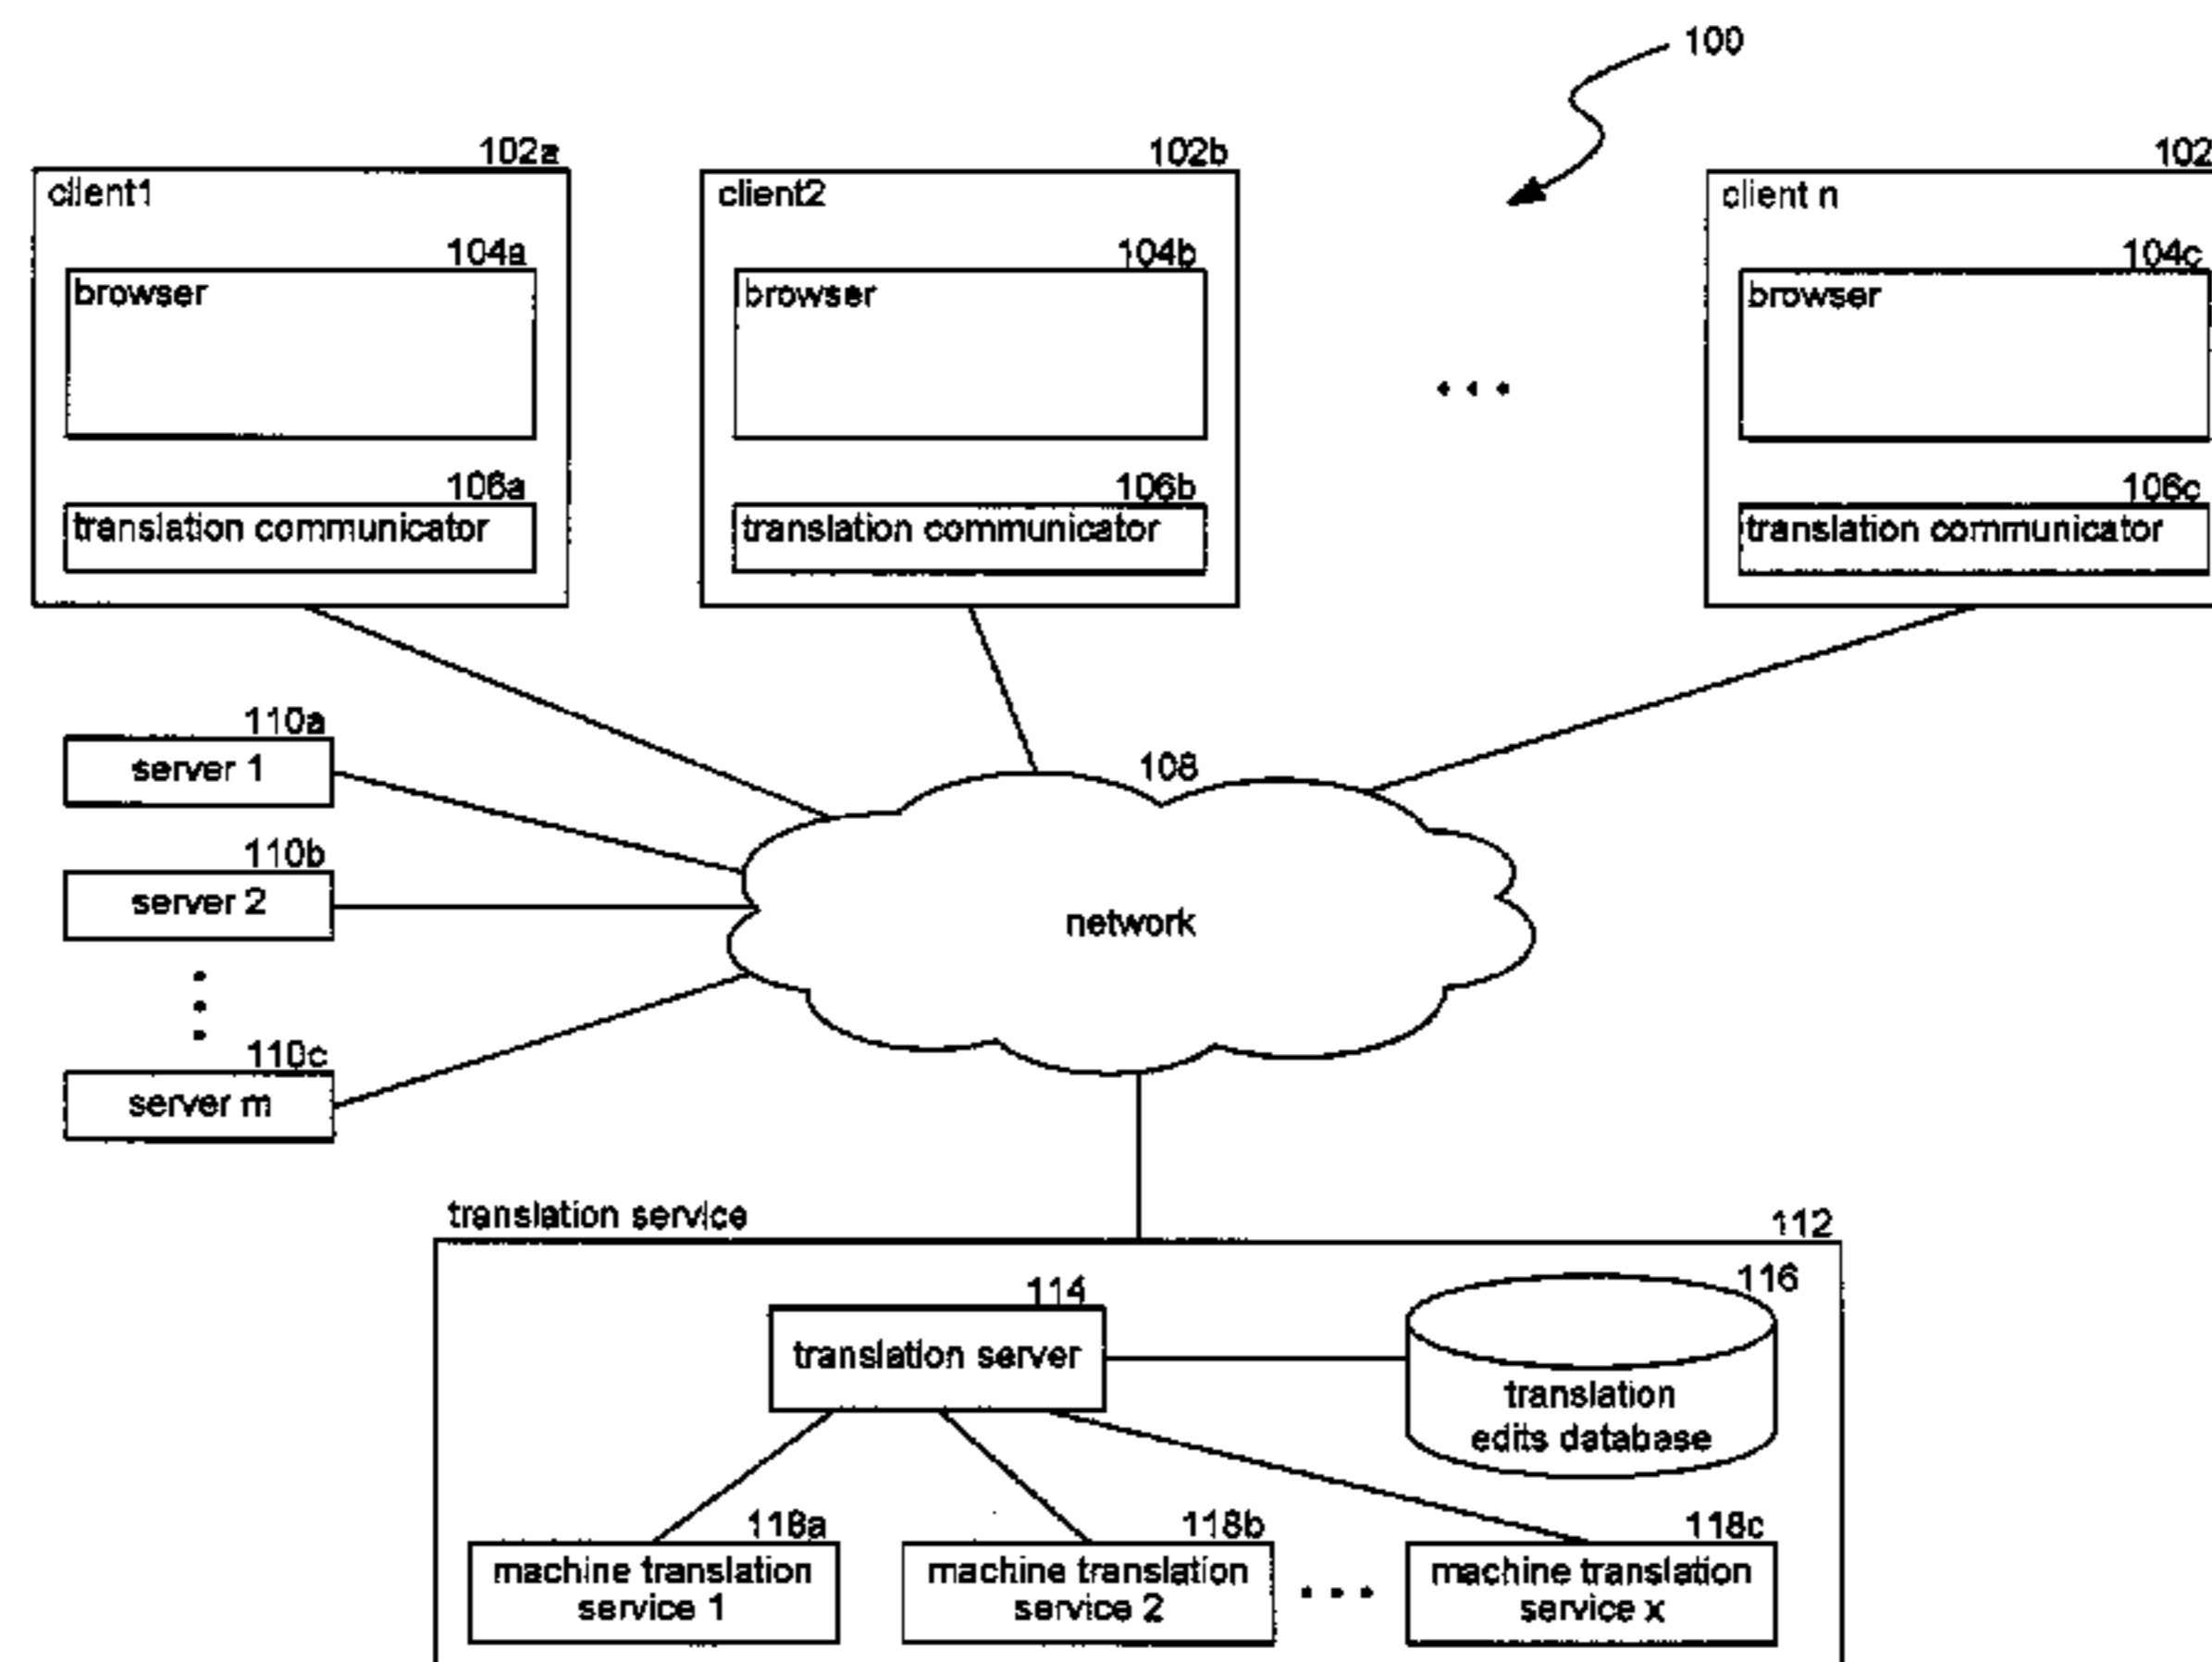 100
102a
client1
104a
browser
106a
translation communicator
102b
client2
104b
browser
106b
translation communicator
102
client n
104c
browser
106c
translation communicator
110a
server 1
110b
server 2
110c
server m
108
network
translation service
112
114
translation server
116
translation
edits database
118a
machine translation
service 1
118b
machine translation
service 2
118c
machine translation
service x